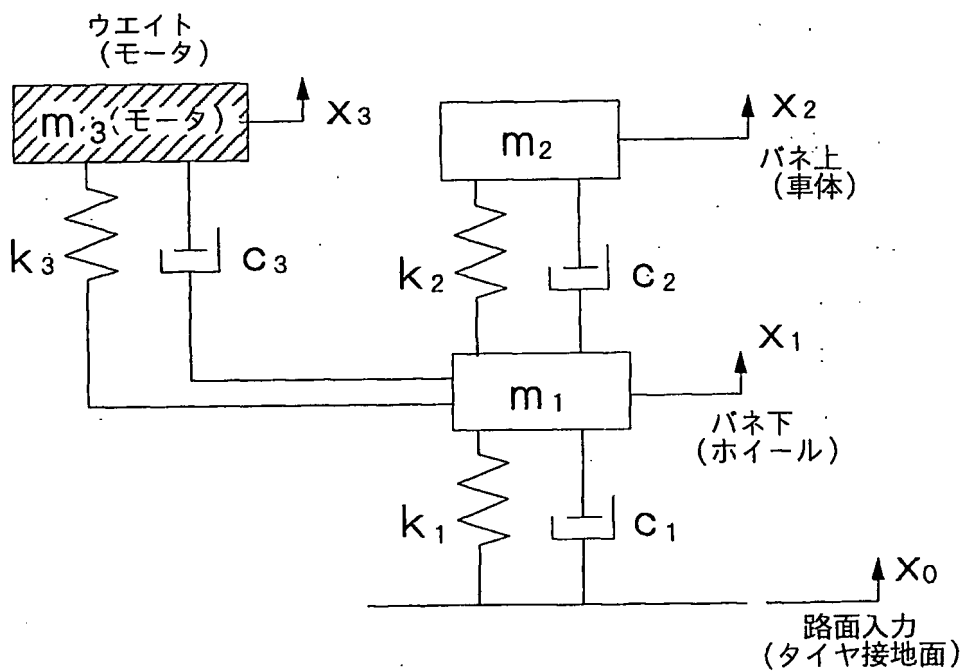 ウエイト
(モータ)
m3(モータ)
x3
m2
x2
バネ上
(車体)
k3
c3
k2
c2
x1
m1
バネ下
(ホイール)
k1
c1
x0
路面入力
(タイヤ接地面)